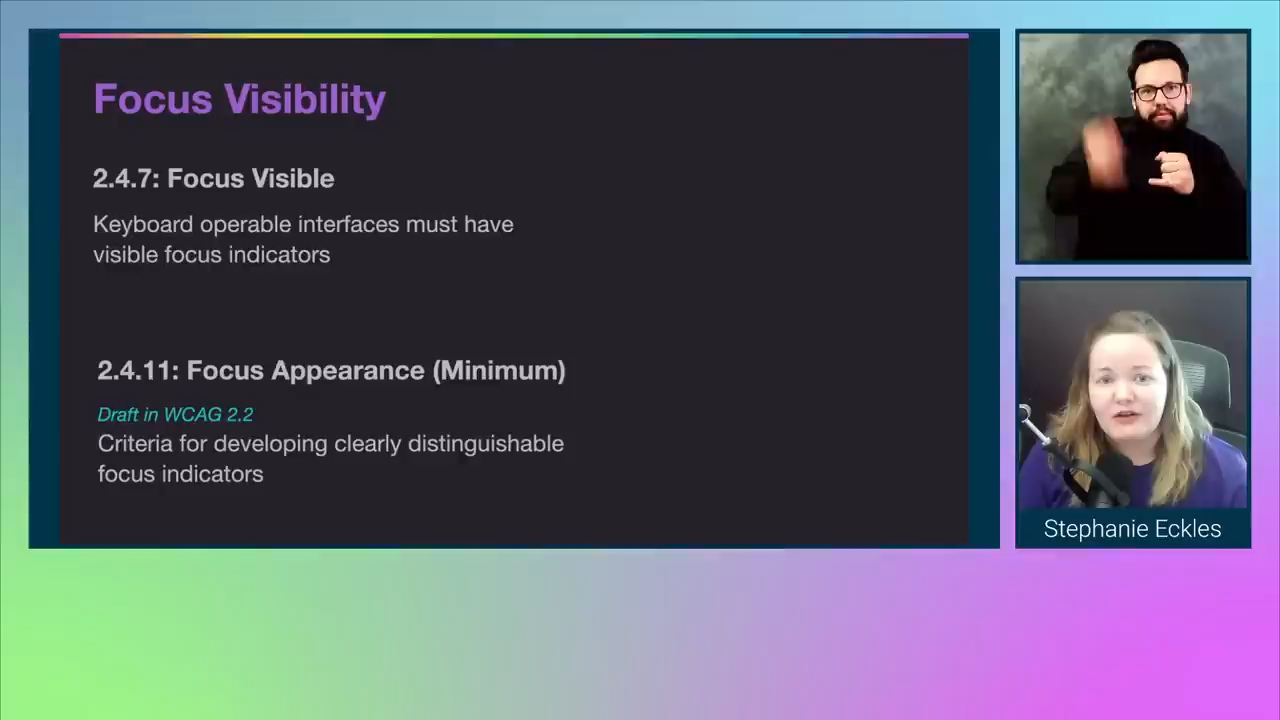 Focus Visibility
2.4.7: Focus Visible
Keyboard operable interfaces must have
visible focus indicators
2.4.11: Focus Appearance (Minimum)
Draft in WCAG 2.2
Criteria for developing clearly distinguishable
focus indicators
Stephanie Eckles